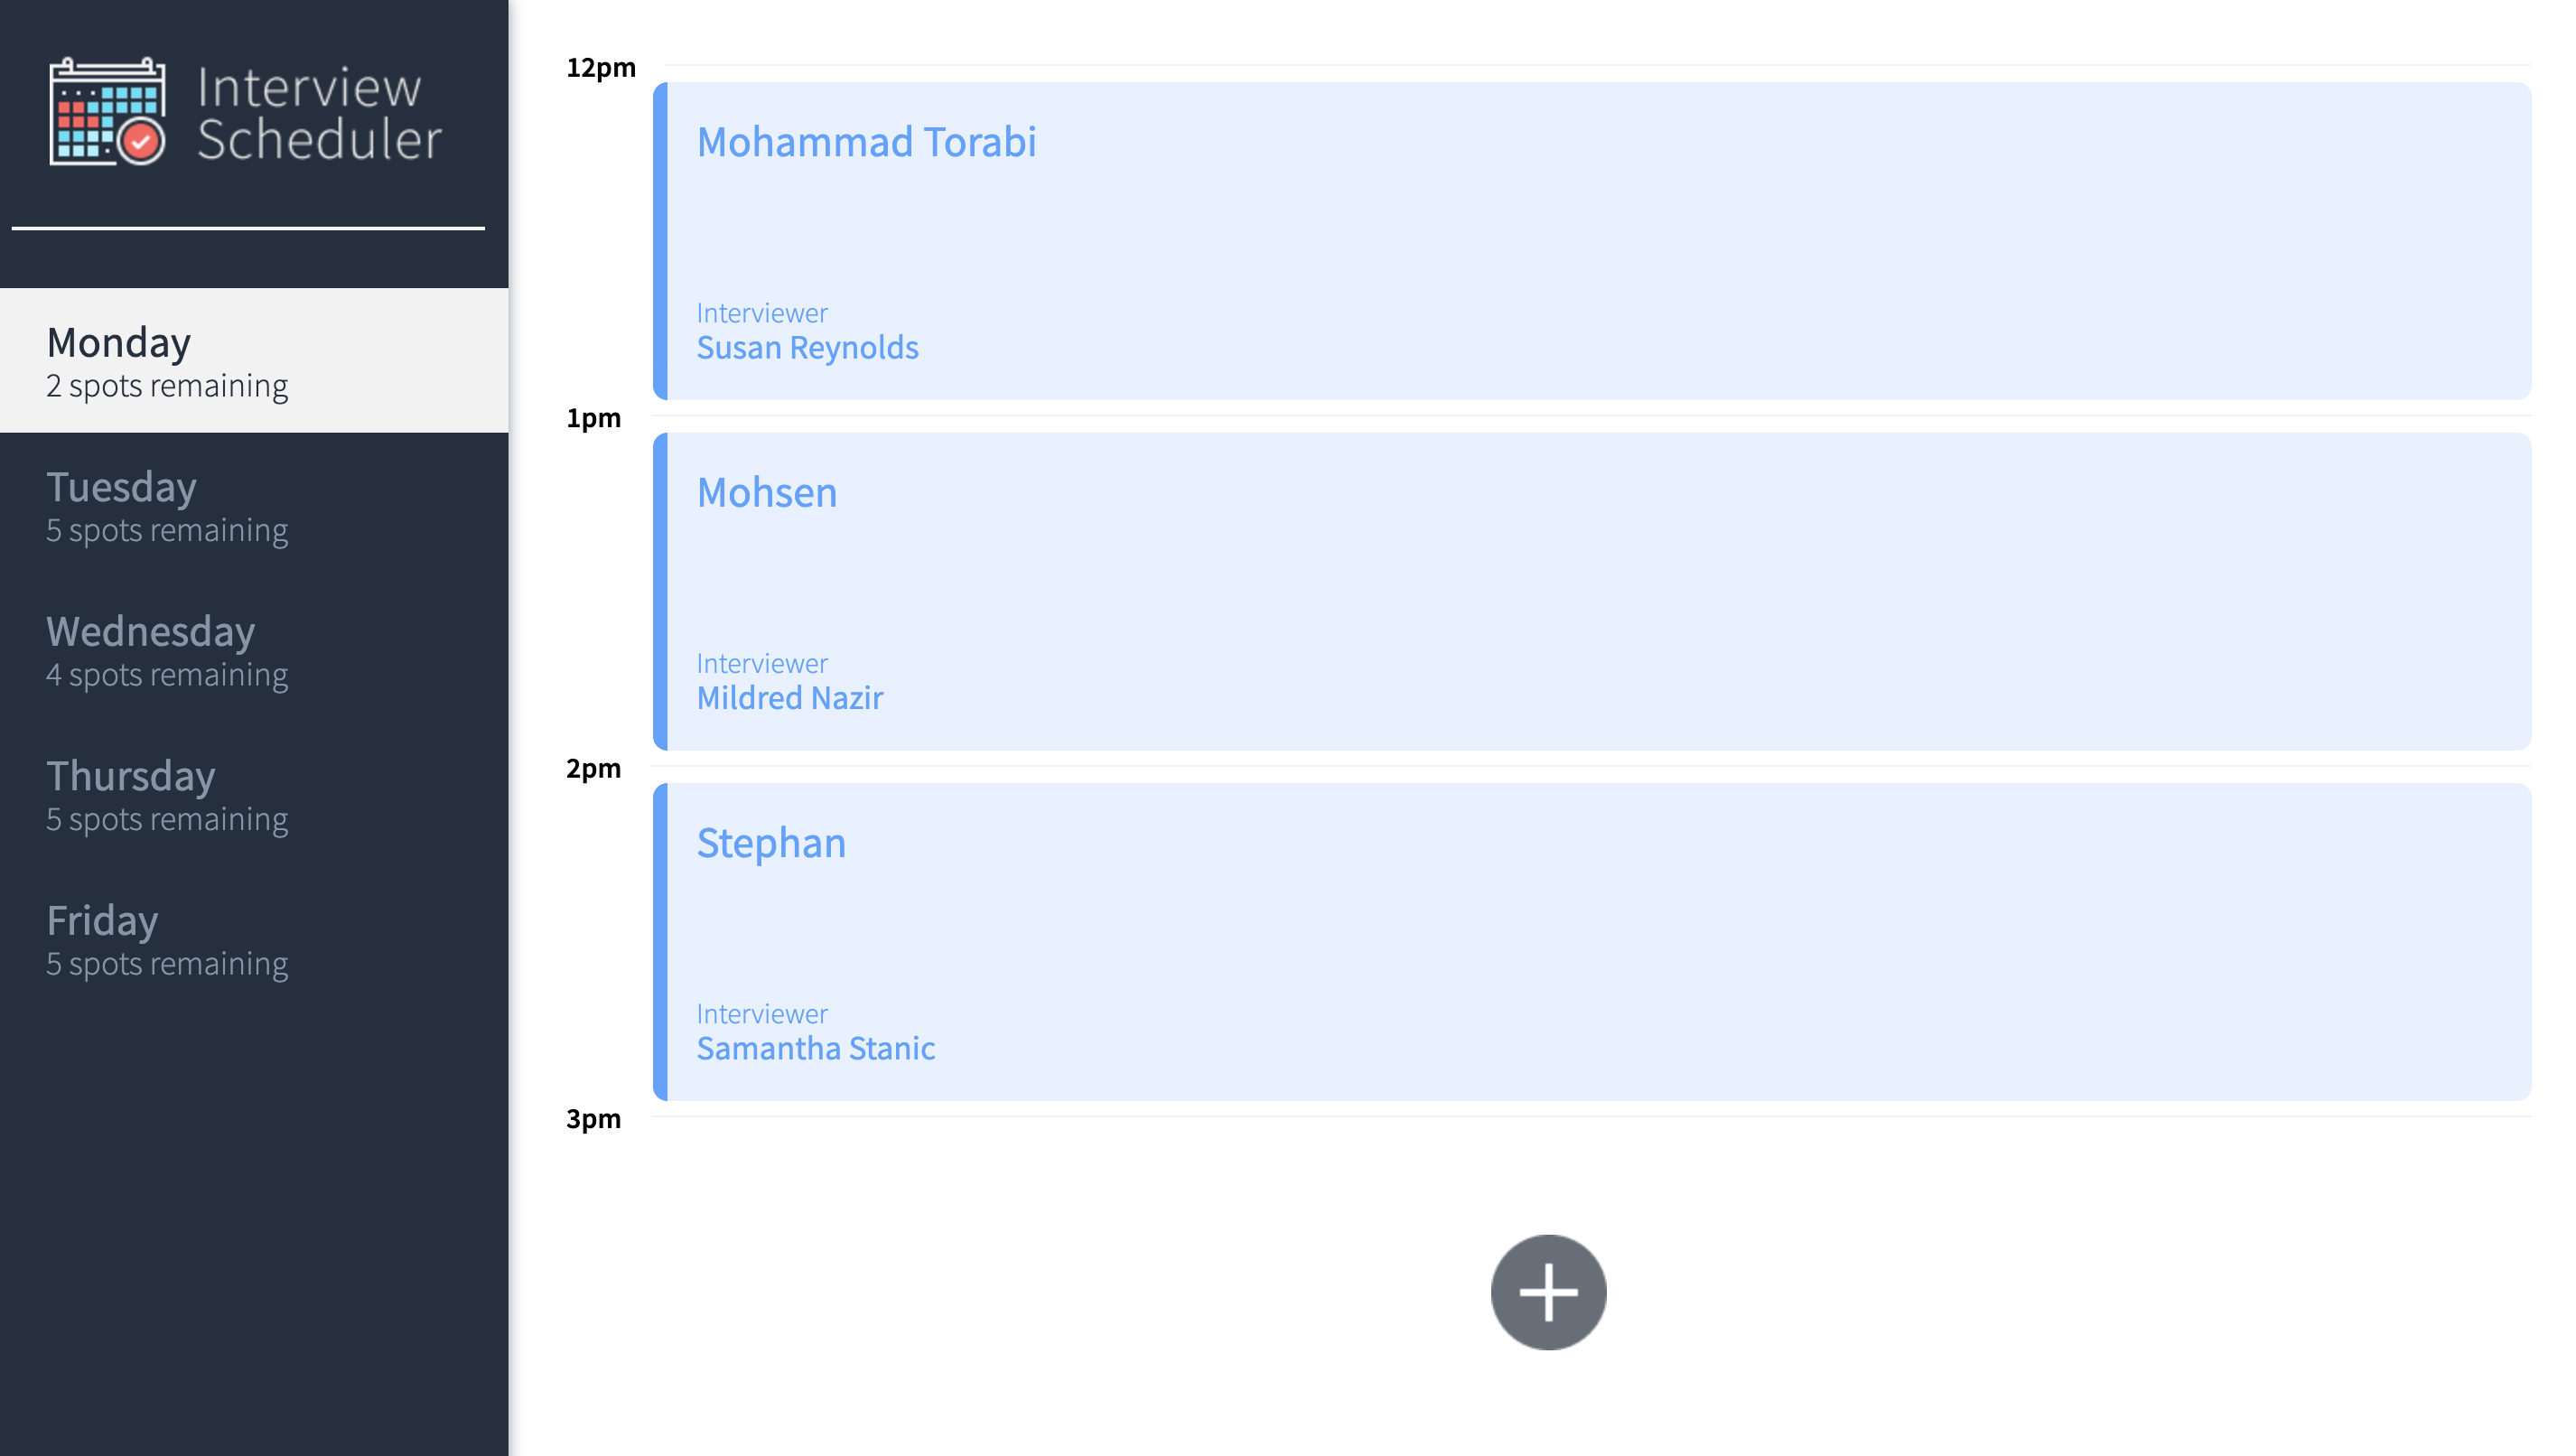 Interview
Scheduler
Monday
2 spots remaining
Tuesday
5 spots remaining
Wednesday
4 spots remaining
Thursday
5 spots remaining
Friday
5 spots remaining
12pm
Mohammad Torabi
Interviewer
Susan Reynolds
1pm
Mohsen
Interviewer
Mildred Nazir
2pm
Stephan
Interviewer
Samantha Stanic
3pm